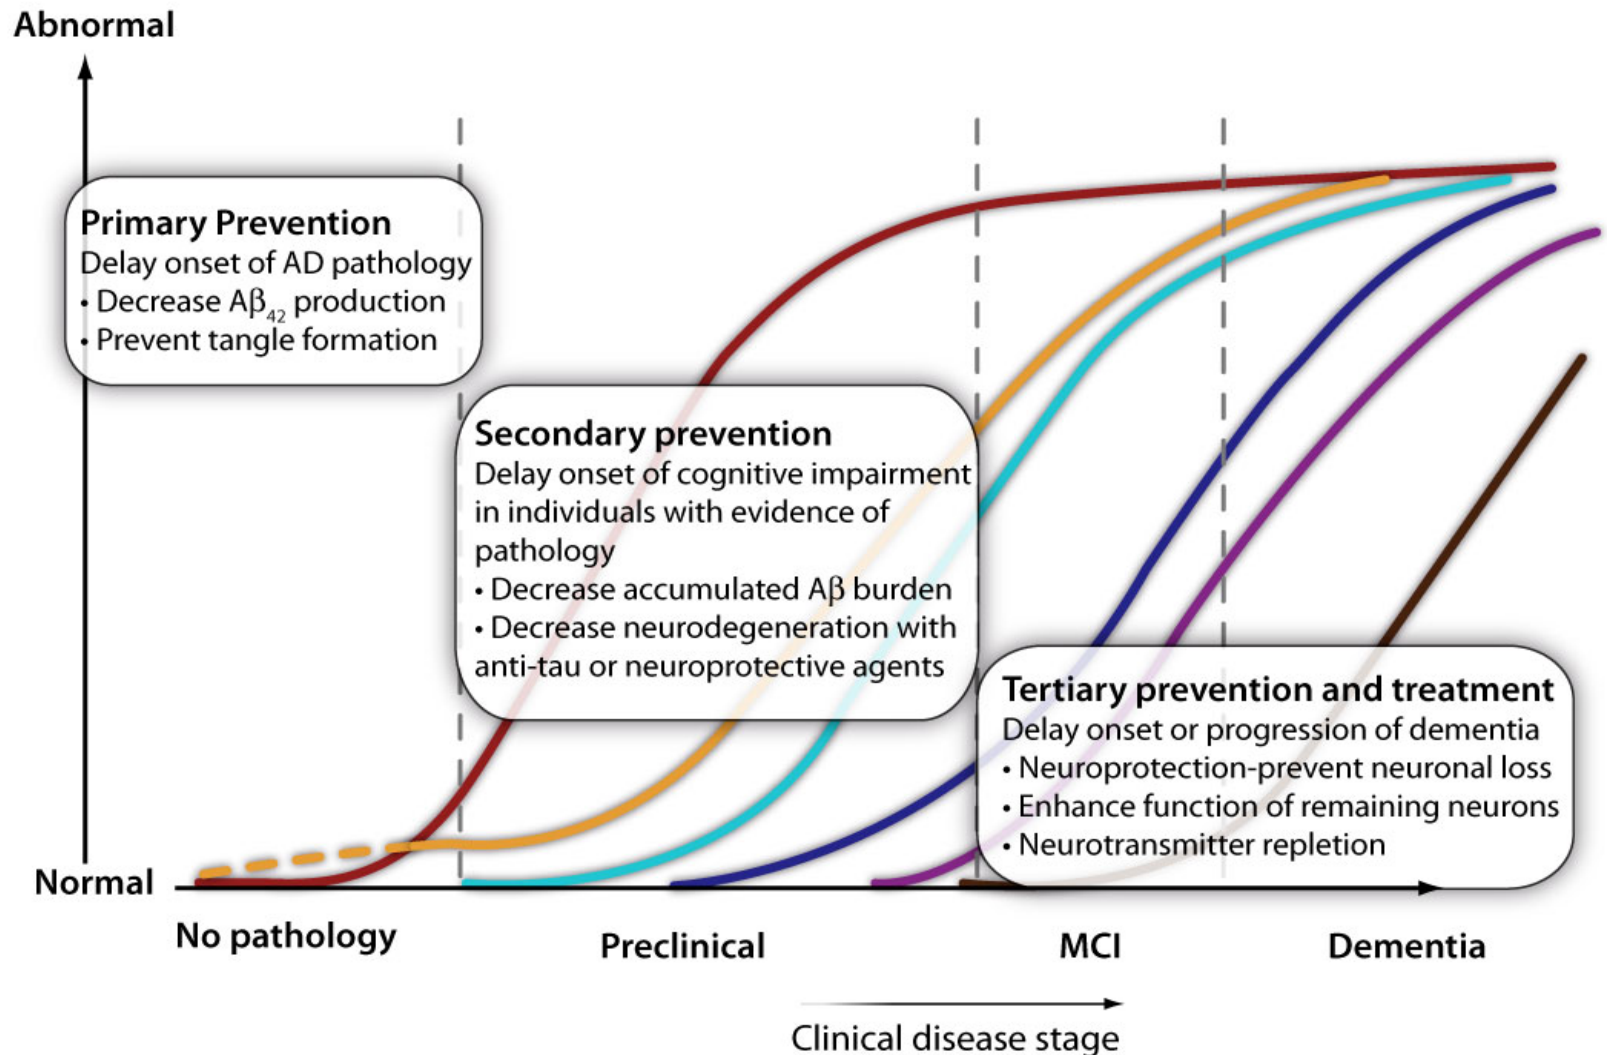 Abnormal
Primary Prevention
Delay onset of AD pathology
• Decrease Aβ₄₂ production
• Prevent tangle formation
Secondary prevention
Delay onset of cognitive impairment
in individuals with evidence of
pathology
• Decrease accumulated Aβ burden
• Decrease neurodegeneration with
anti-tau or neuroprotective agents
Tertiary prevention and treatment
Delay onset or progression of dementia
• Neuroprotection-prevent neuronal loss
• Enhance function of remaining neurons
• Neurotransmitter repletion
Normal
No pathology
Preclinical
MCI
Dementia
Clinical disease stage